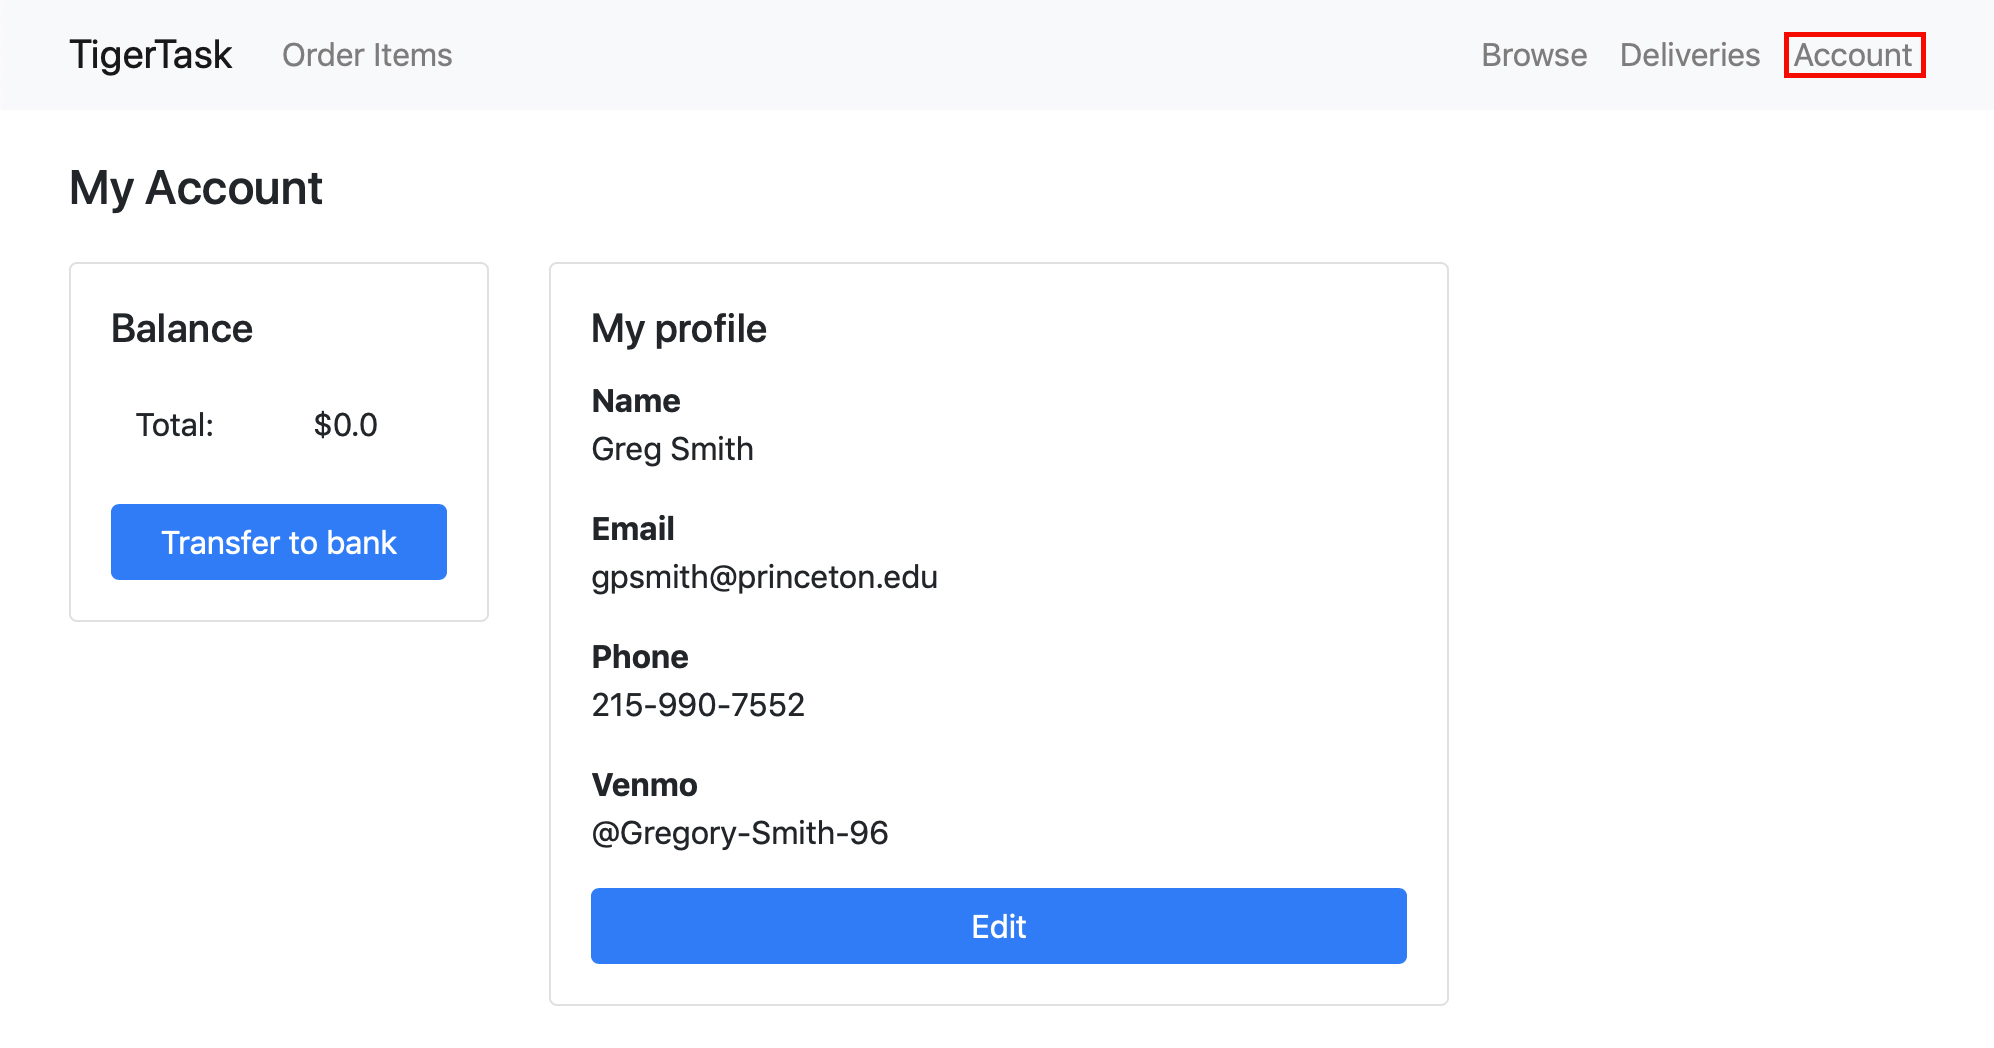 TigerTask Order Items Browse Deliveries Account
My Account
Balance
Total: $0.0
Transfer to bank
My profile
Name
Greg Smith
Email
gpsmith@princeton.edu
Phone
215-990-7552
Venmo
@Gregory-Smith-96
Edit